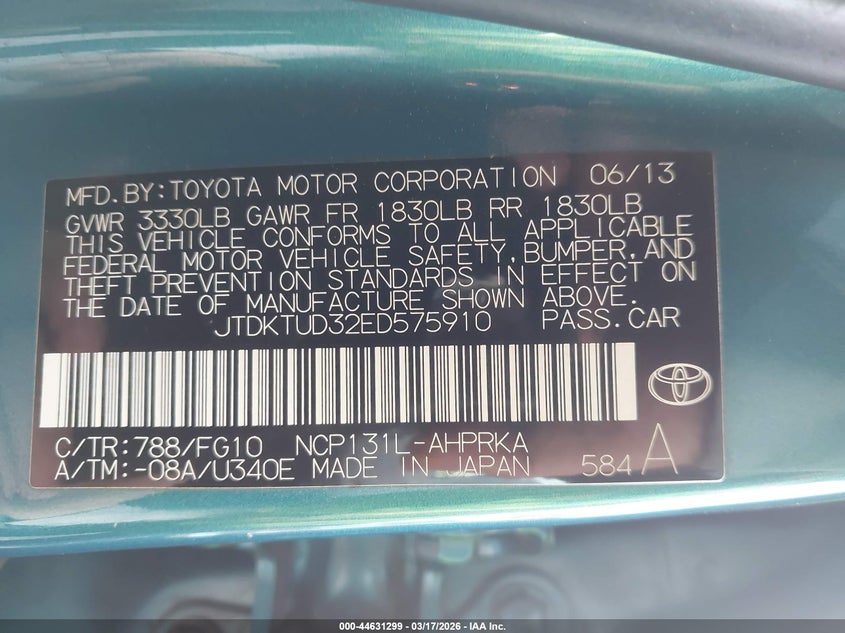 MFD.BY:TOYOTA MOTOR CORPORATION 06/13
GVWR 3330LB GAWR FR 1830LB RR 1830LB
THIS VEHICLE CONFORMS TO ALL APPLICABLE
FEDERAL MOTOR VEHICLE SAFETY,BUMPER,AND
THEFT PREVENTION STANDARDS IN EFFECT ON
THE DATE OF MANUFACTURE SHOWN ABOVE.
JTDKTUD32ED575910 PASS.CAR
C/TR:788/FG10 NCP131L-AHPRKA
A/TM:-08A/U340E MADE IN JAPAN 584 A
000-44631299 - 03/17/2026 - IAA Inc.